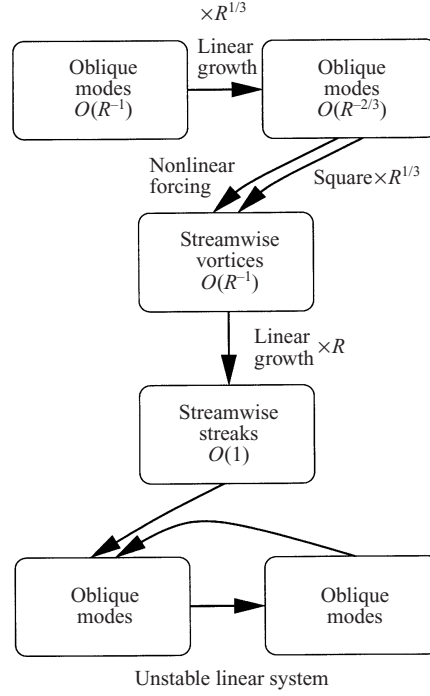 ×R^{1/3}
Linear
growth
Oblique
modes
O(R^{−1})
Oblique
modes
O(R^{−2/3})
Nonlinear
forcing
Square×R^{1/3}
Streamwise
vortices
O(R^{−1})
Linear
growth ×R
Streamwise
streaks
O(1)
Oblique
modes
Oblique
modes
Unstable linear system